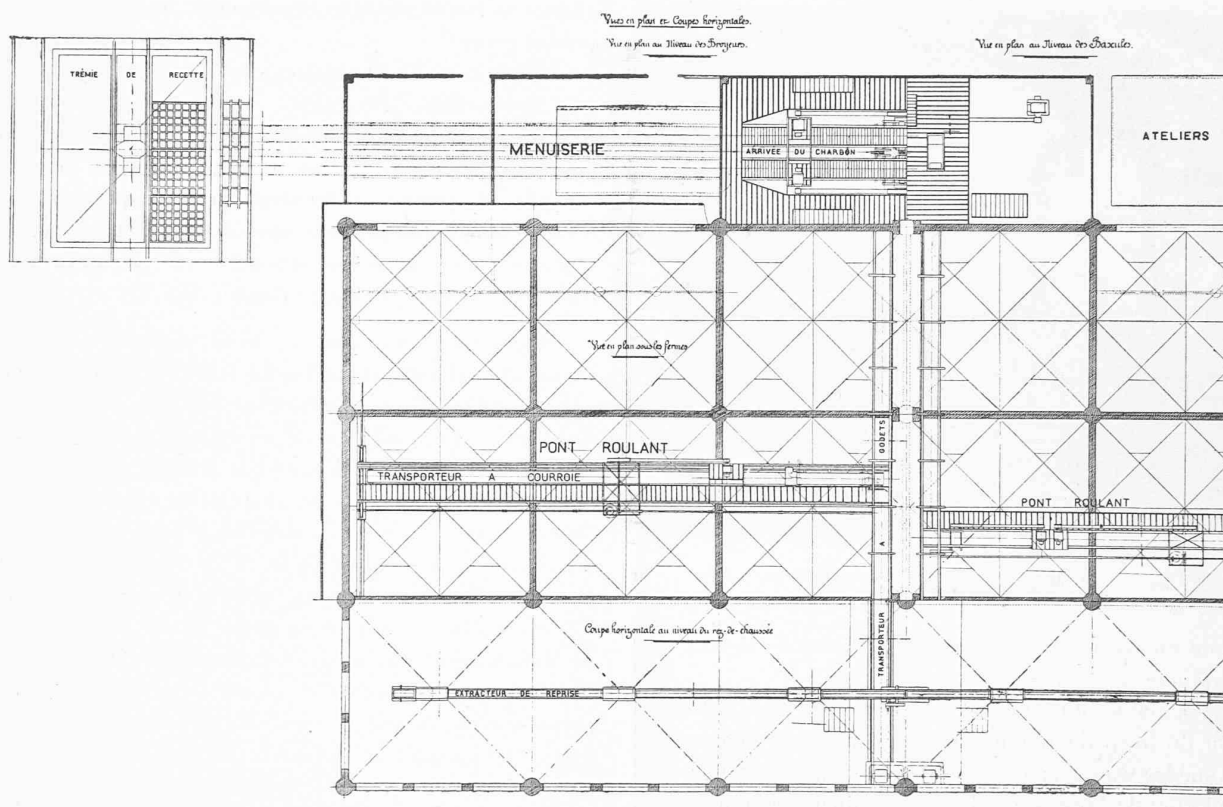 Vues en plan et Coupes horizontales.
Vue en plan au Niveau des Broyeurs.
Vue en plan au Niveau des Bascules.
TRÉMIE DE RECETTE
MENUISERIE
ARRIVÉE DU CHARBON
ATELIERS
Vue en plan sous les fermes
PONT ROULANT
TRANSPORTEUR A COURROIE
PONT ROULANT
TRANSPORTEUR A GODETS
Coupe horizontale au niveau du rez-de-chaussée
EXTRACTEUR DE REPRISE